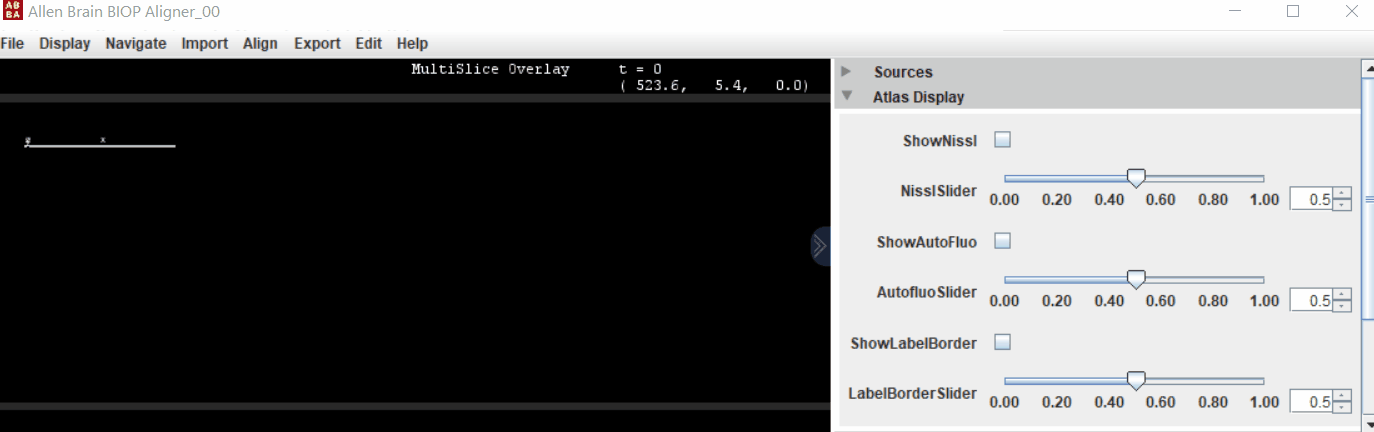 AB
BA
Allen Brain BIOP Aligner_00
File Display Navigate Import Align Export Edit Help
MultiSlice Overlay t = 0
( 523.6, 5.4, 0.0)
x
Sources
Atlas Display
ShowNissl
NisslSlider 0.00 0.20 0.40 0.60 0.80 1.00 0.5
ShowAutoFluo
AutofluoSlider 0.00 0.20 0.40 0.60 0.80 1.00 0.5
ShowLabelBorder
LabelBorderSlider 0.00 0.20 0.40 0.60 0.80 1.00 0.5